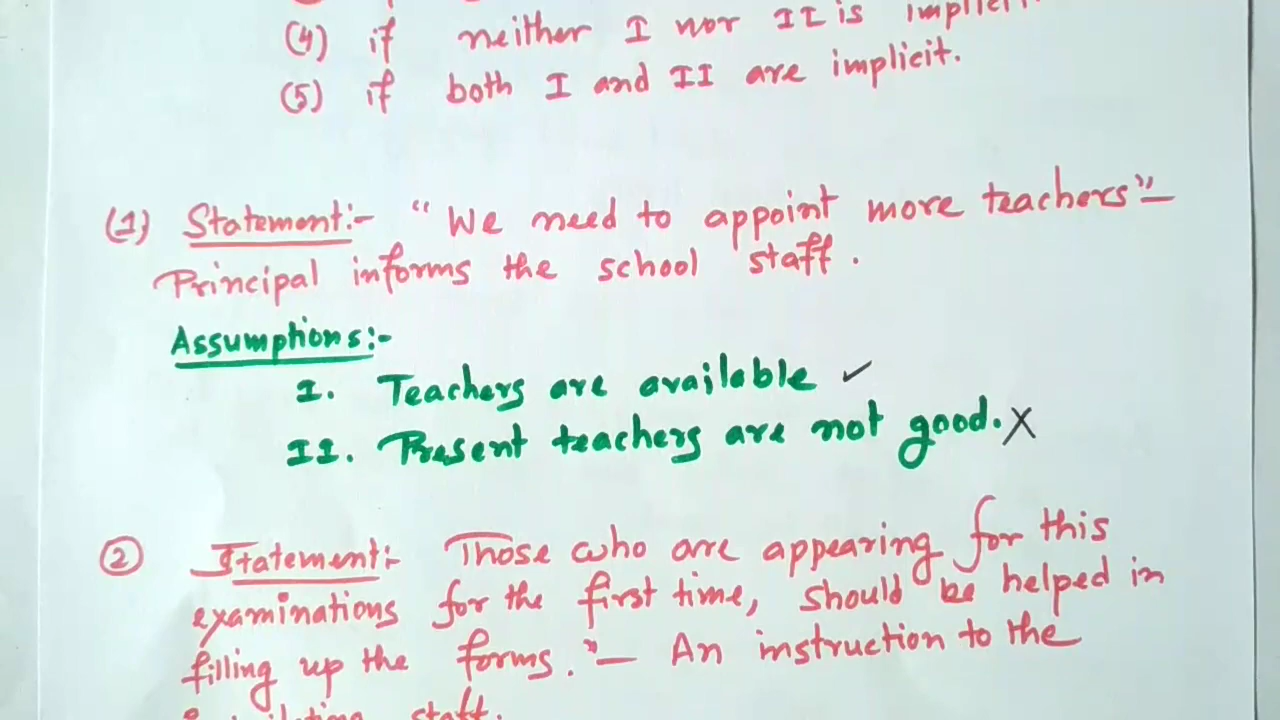 (4) if neither I nor II is implicit.
(5) if both I and II are implicit.
(1) Statement:- "We need to appoint more teachers" –
Principal informs the school staff.
Assumptions:-
I. Teachers are available ✓
II. Present teachers are not good. X
2 Statement:- Those who are appearing for this
examinations for the first time, should be helped in
filling up the forms." – An instruction to the
staff.